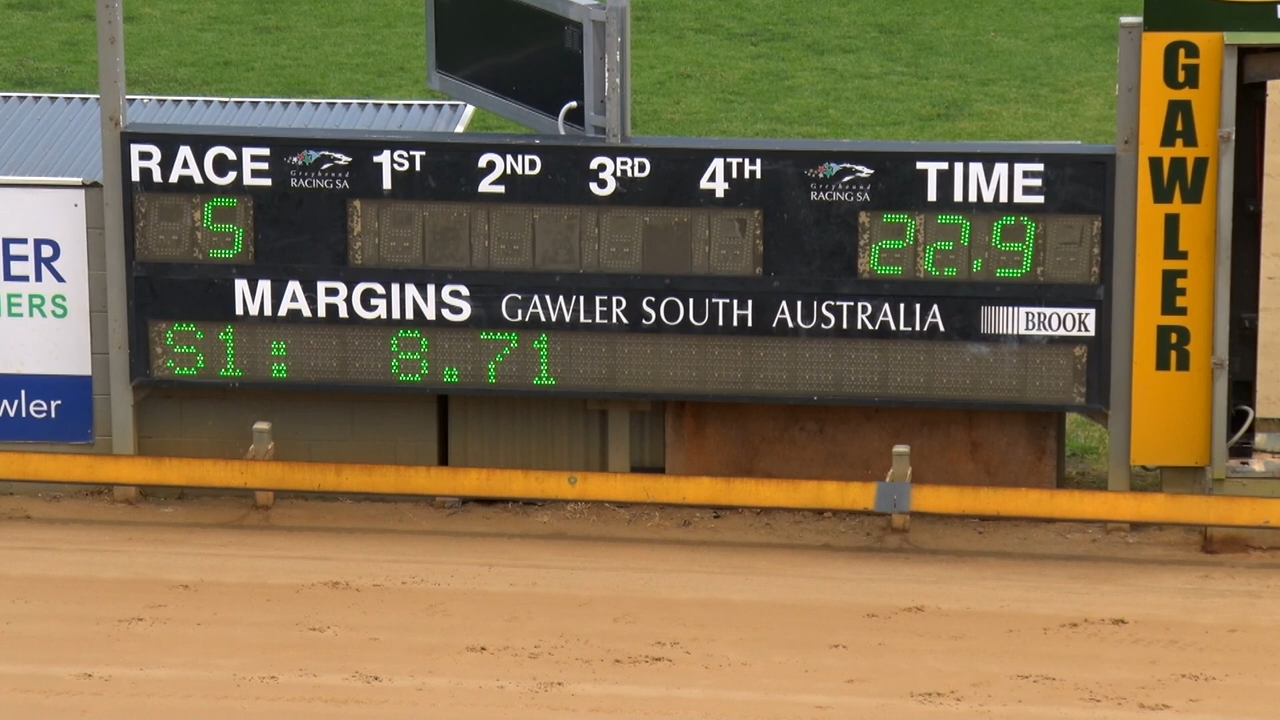 RACE Greyhound RACING SA 1ST 2ND 3RD 4TH Greyhound RACING SA TIME
5 22.9
MARGINS GAWLER SOUTH AUSTRALIA BROOK
S1: 8.71
GAWLER
ER
NERS
wler